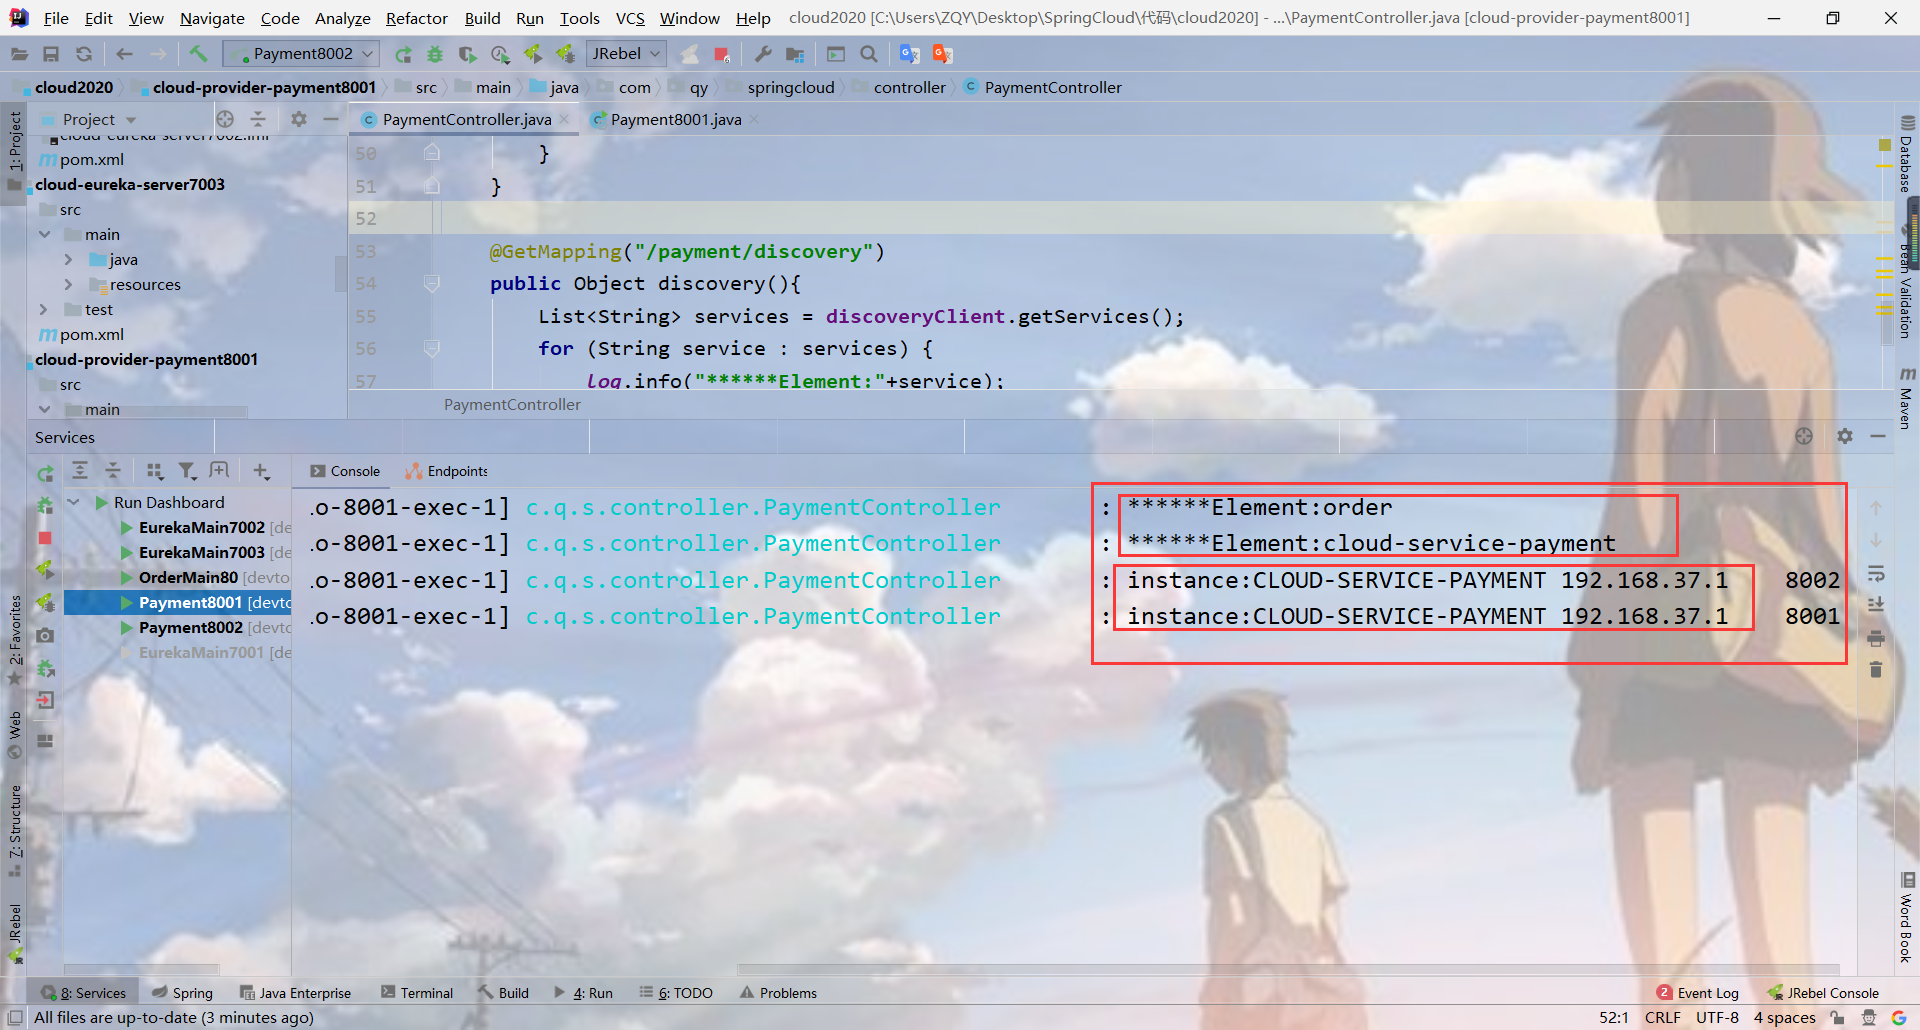 File Edit View Navigate Code Analyze Refactor Build Run Tools VCS Window Help cloud2020 [C:\Users\ZQY\Desktop\SpringCloud\代码\cloud2020] - ...\PaymentController.java [cloud-provider-payment8001]
Payment8002 JRebel
cloud2020 cloud-provider-payment8001 src main java com qy springcloud controller PaymentController
Project
PaymentController.java Payment8001.java
cloud-eureka-server7002.iml
pom.xml
cloud-eureka-server7003
src
main
java
resources
test
pom.xml
cloud-provider-payment8001
src
main
50 }
51 }
52
53 @GetMapping("/payment/discovery")
54 public Object discovery(){
55 List<String> services = discoveryClient.getServices();
56 for (String service : services) {
57 log.info("******Element:"+service);
PaymentController
Services
Console Endpoints
Run Dashboard
EurekaMain7002 [de
EurekaMain7003 [de
OrderMain80 [devto
Payment8001 [devto
Payment8002 [devto
EurekaMain7001 [de
.o-8001-exec-1] c.q.s.controller.PaymentController : ******Element:order
.o-8001-exec-1] c.q.s.controller.PaymentController : ******Element:cloud-service-payment
.o-8001-exec-1] c.q.s.controller.PaymentController : instance:CLOUD-SERVICE-PAYMENT 192.168.37.1 8002
.o-8001-exec-1] c.q.s.controller.PaymentController : instance:CLOUD-SERVICE-PAYMENT 192.168.37.1 8001
1: Project
2: Favorites
Web
7: Structure
JRebel
Database
Bean Validation
Maven
Word Book
8: Services Spring Java Enterprise Terminal Build 4: Run 6: TODO Problems 2 Event Log JRebel Console
All files are up-to-date (3 minutes ago) 52:1 CRLF UTF-8 4 spaces